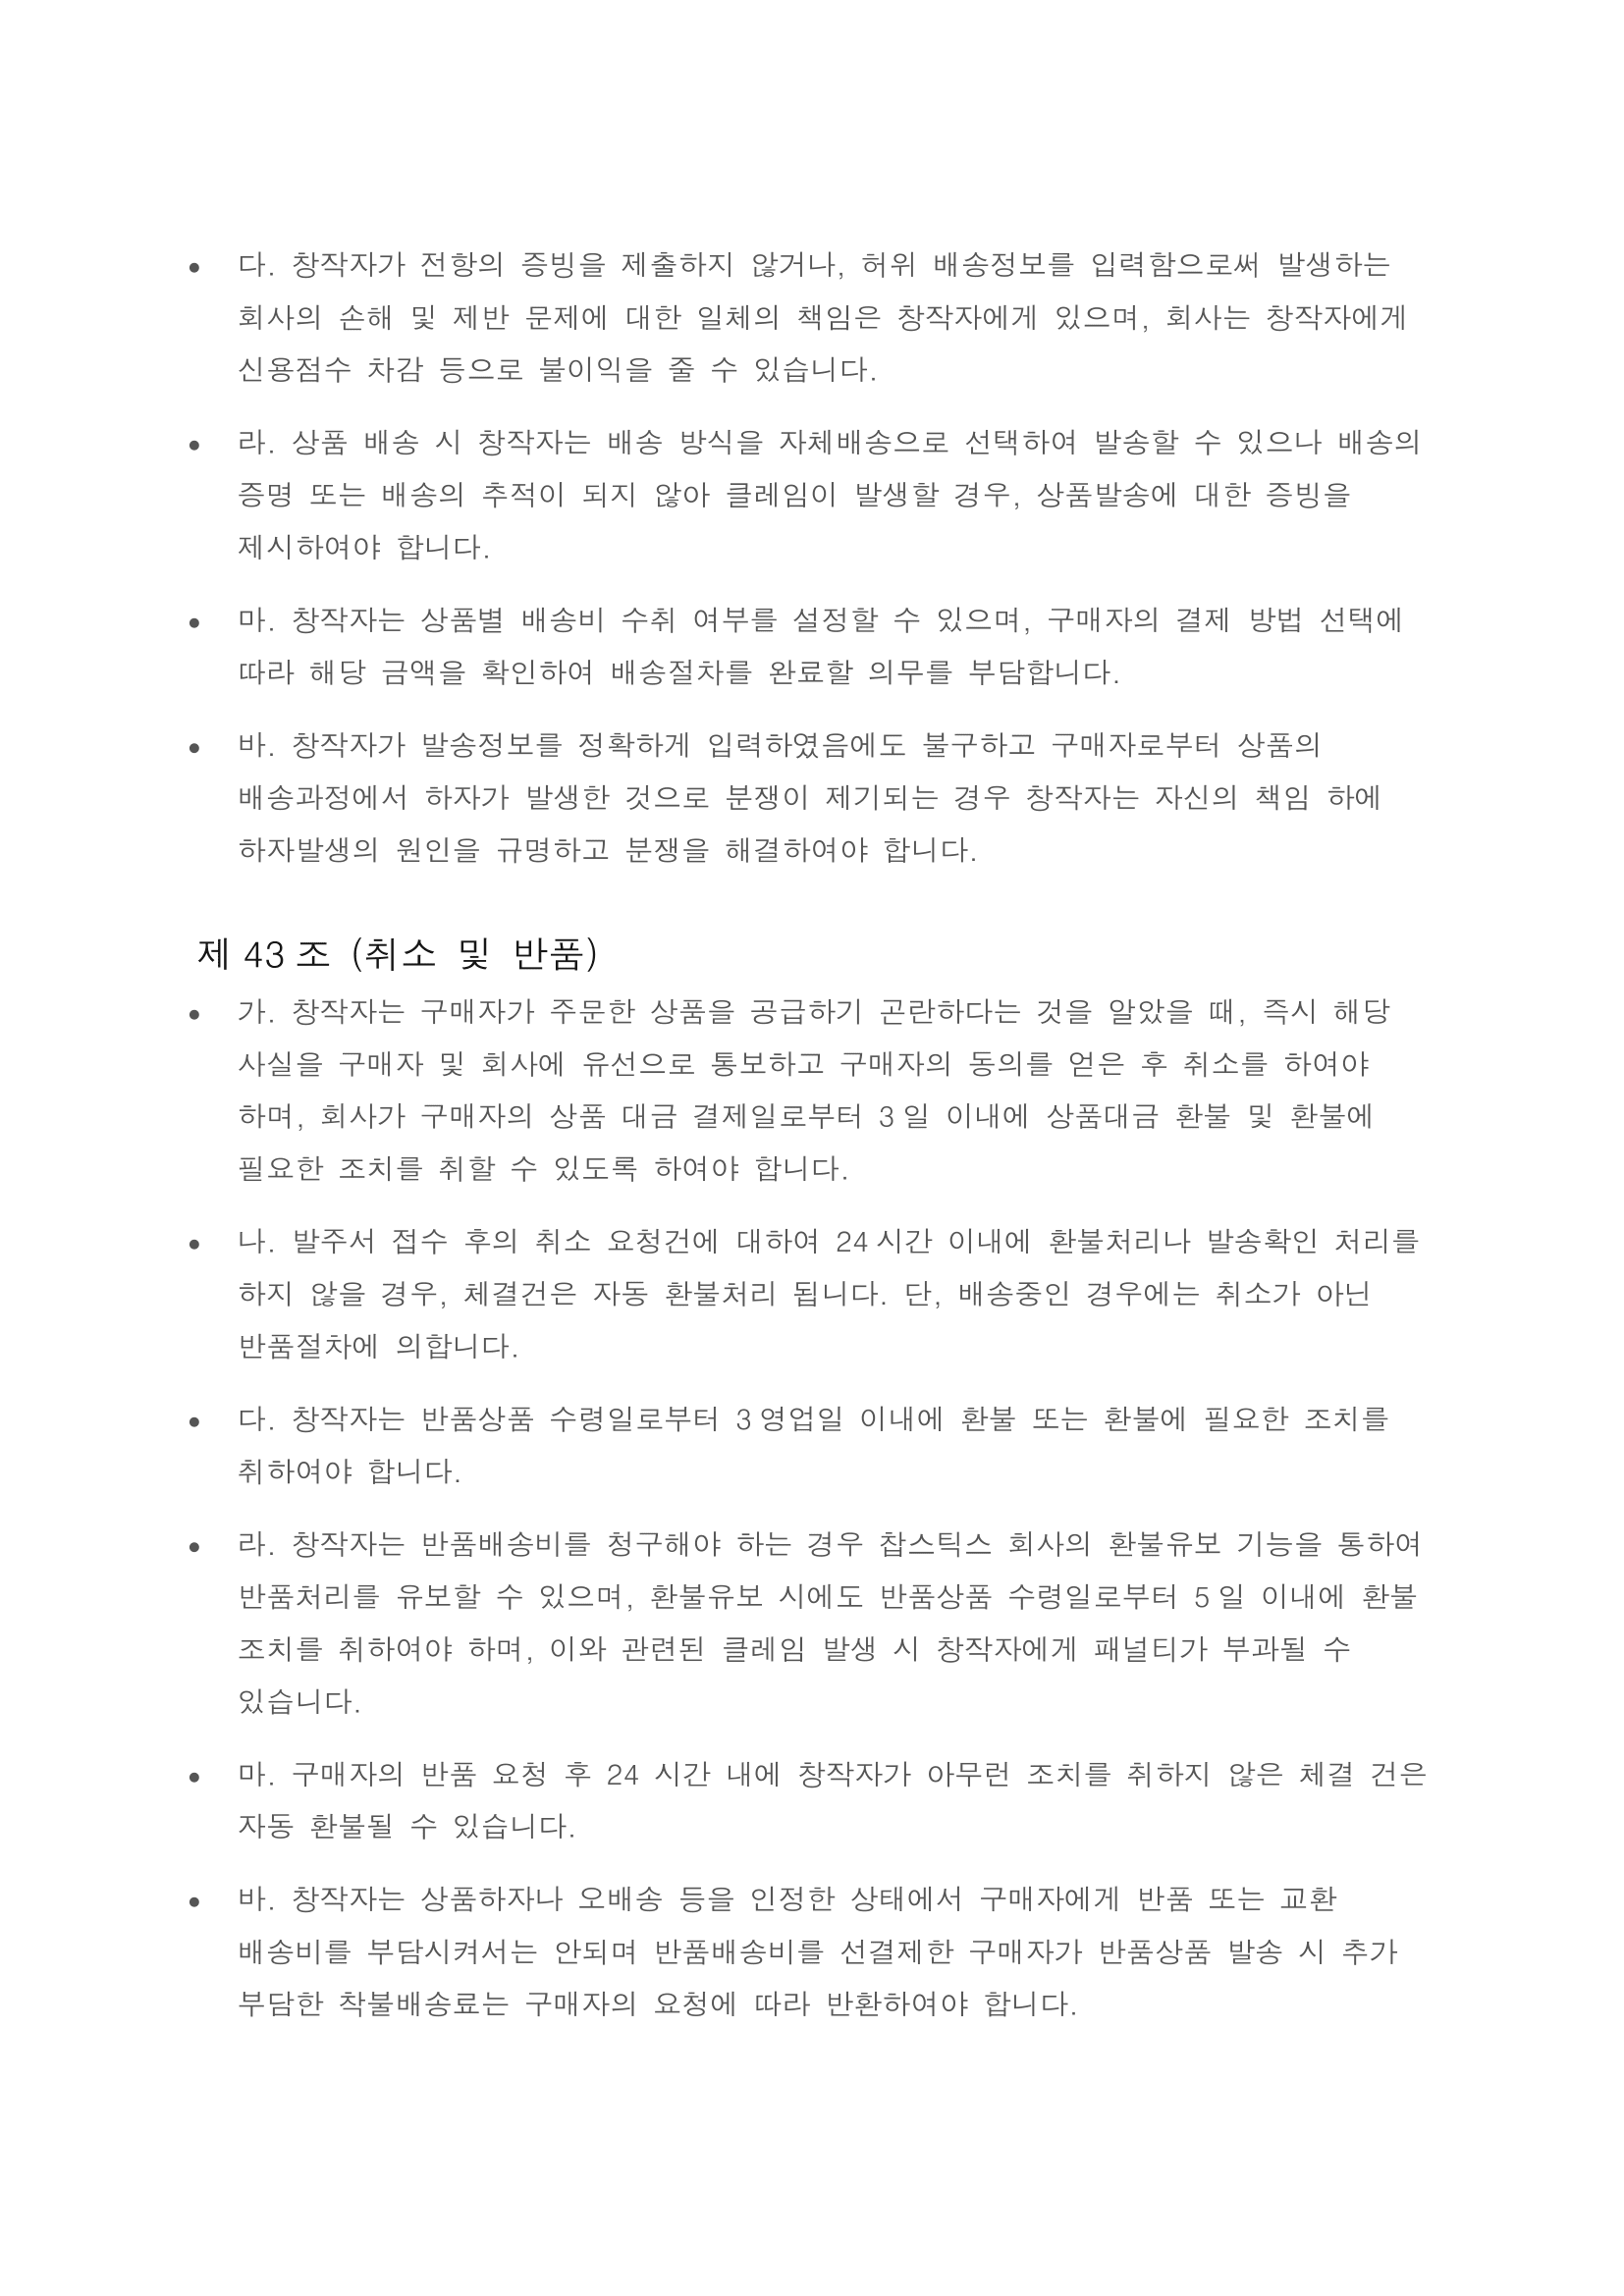 ● 다. 창작자가 전항의 증빙을 제출하지 않거나, 허위 배송정보를 입력함으로써 발생하는
회사의 손해 및 제반 문제에 대한 일체의 책임은 창작자에게 있으며, 회사는 창작자에게
신용점수 차감 등으로 불이익을 줄 수 있습니다.
● 라. 상품 배송 시 창작자는 배송 방식을 자체배송으로 선택하여 발송할 수 있으나 배송의
증명 또는 배송의 추적이 되지 않아 클레임이 발생할 경우, 상품발송에 대한 증빙을
제시하여야 합니다.
● 마. 창작자는 상품별 배송비 수취 여부를 설정할 수 있으며, 구매자의 결제 방법 선택에
따라 해당 금액을 확인하여 배송절차를 완료할 의무를 부담합니다.
● 바. 창작자가 발송정보를 정확하게 입력하였음에도 불구하고 구매자로부터 상품의
배송과정에서 하자가 발생한 것으로 분쟁이 제기되는 경우 창작자는 자신의 책임 하에
하자발생의 원인을 규명하고 분쟁을 해결하여야 합니다.
제 43 조 (취소 및 반품)
● 가. 창작자는 구매자가 주문한 상품을 공급하기 곤란하다는 것을 알았을 때, 즉시 해당
사실을 구매자 및 회사에 유선으로 통보하고 구매자의 동의를 얻은 후 취소를 하여야
하며, 회사가 구매자의 상품 대금 결제일로부터 3 일 이내에 상품대금 환불 및 환불에
필요한 조치를 취할 수 있도록 하여야 합니다.
● 나. 발주서 접수 후의 취소 요청건에 대하여 24 시간 이내에 환불처리나 발송확인 처리를
하지 않을 경우, 체결건은 자동 환불처리 됩니다. 단, 배송중인 경우에는 취소가 아닌
반품절차에 의합니다.
● 다. 창작자는 반품상품 수령일로부터 3 영업일 이내에 환불 또는 환불에 필요한 조치를
취하여야 합니다.
● 라. 창작자는 반품배송비를 청구해야 하는 경우 찹스틱스 회사의 환불유보 기능을 통하여
반품처리를 유보할 수 있으며, 환불유보 시에도 반품상품 수령일로부터 5 일 이내에 환불
조치를 취하여야 하며, 이와 관련된 클레임 발생 시 창작자에게 패널티가 부과될 수
있습니다.
● 마. 구매자의 반품 요청 후 24 시간 내에 창작자가 아무런 조치를 취하지 않은 체결 건은
자동 환불될 수 있습니다.
● 바. 창작자는 상품하자나 오배송 등을 인정한 상태에서 구매자에게 반품 또는 교환
배송비를 부담시켜서는 안되며 반품배송비를 선결제한 구매자가 반품상품 발송 시 추가
부담한 착불배송료는 구매자의 요청에 따라 반환하여야 합니다.